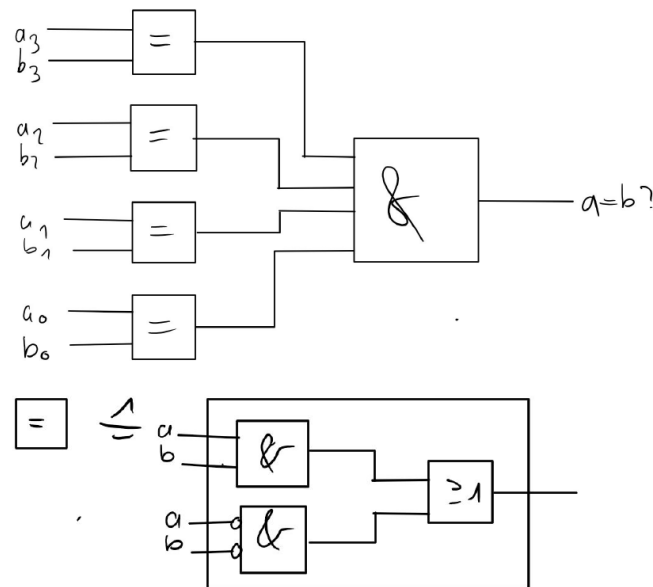 a₃
b₃
=
a₂
b₂
=
&
a=b?
a₁
b₁
=
a₀
b₀
=
= ≙
a
b
&
≥1
a
b
&